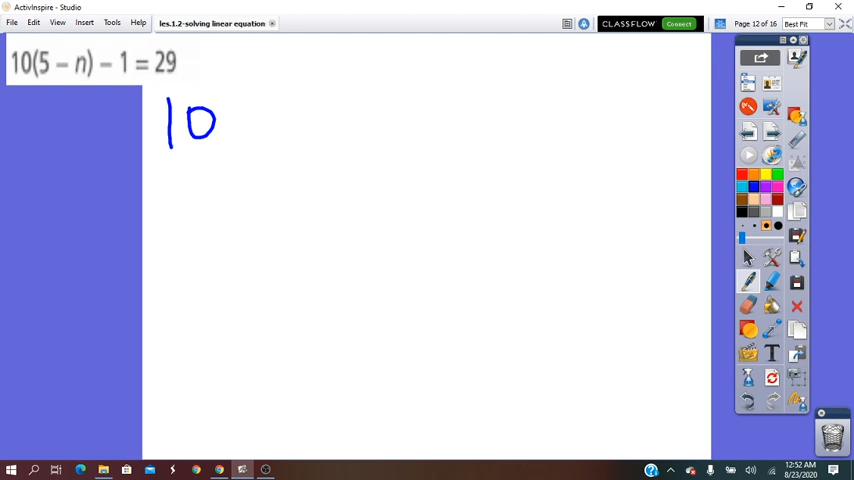 ActivInspire - Studio
File Edit View Insert Tools Help les.1.2-solving linear equation CLASSFLOW Connect Page 12 of 16 Best Fit
10(5 − n) − 1 = 29
10
T
12:52 AM
8/23/2020